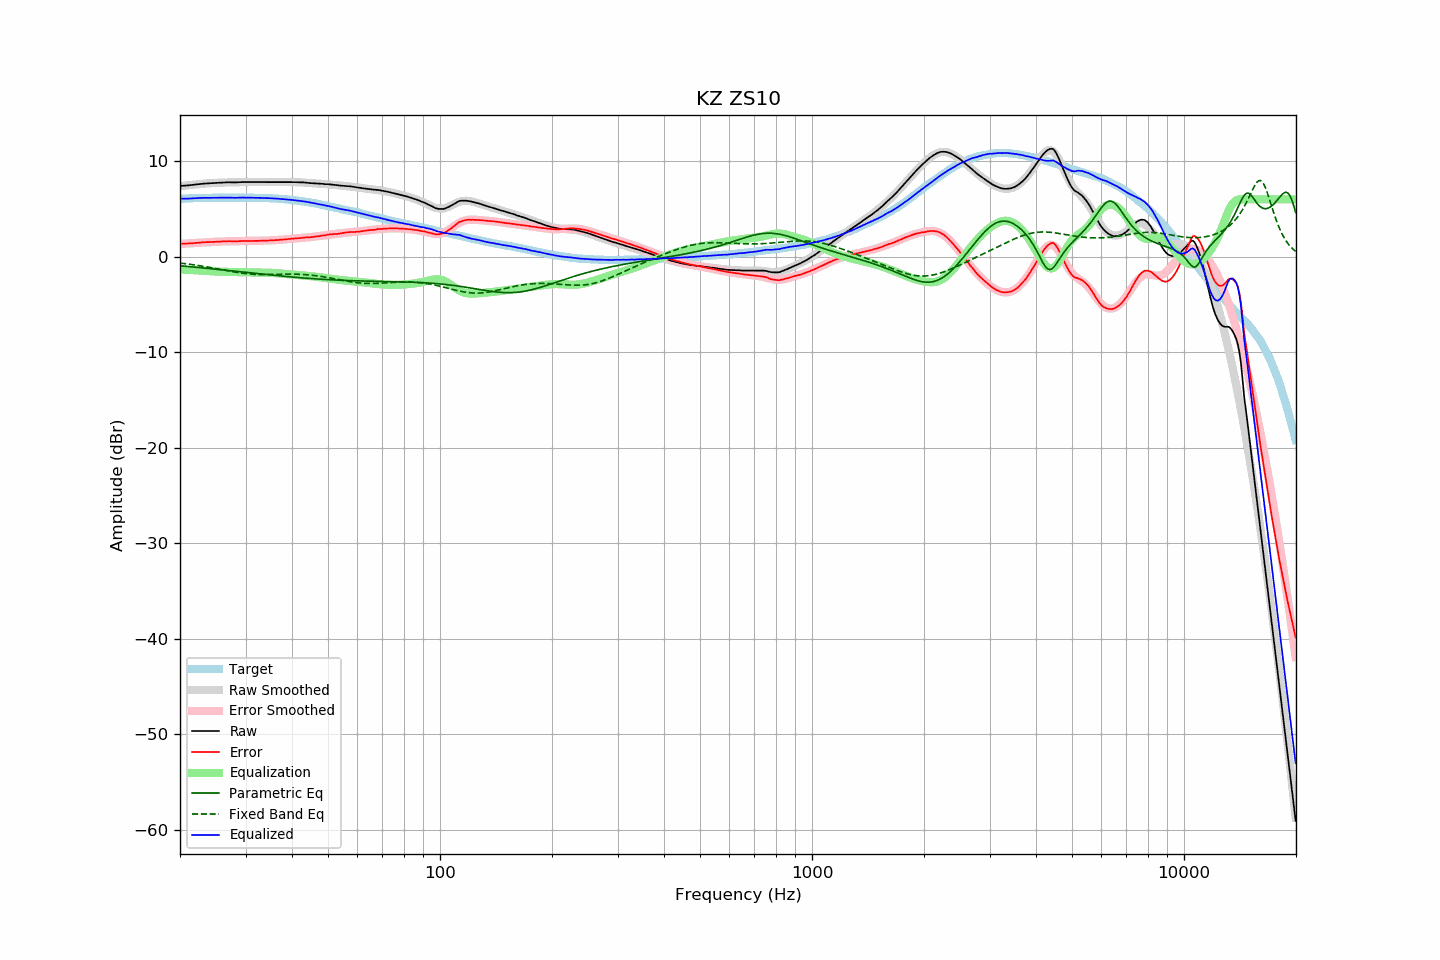 KZ ZS10
Amplitude (dBr)
10
0
−10
−20
−30
−40
−50
−60
Target
Raw Smoothed
Error Smoothed
Raw
Error
Equalization
Parametric Eq
Fixed Band Eq
Equalized
100 1000 10000
Frequency (Hz)